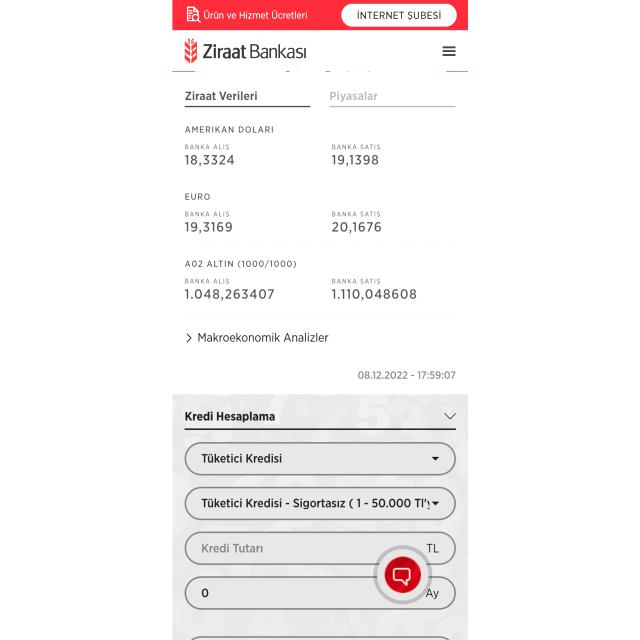 Ürün ve Hizmet Ücretleri
İNTERNET ŞUBESİ
Ziraat Bankası
Ziraat Verileri
Piyasalar
AMERIKAN DOLARI
BANKA ALIŞ
BANKA SATIŞ
18,3324
19,1398
EURO
BANKA ALIŞ
BANKA SATIŞ
19,3169
20,1676
A02 ALTIN (1000/1000)
BANKA ALIŞ
BANKA SATIŞ
1.048,263407
1.110,048608
Makroekonomik Analizler
08.12.2022 - 17:59:07
Kredi Hesaplama
Tüketici Kredisi
Tüketici Kredisi - Sigortasız ( 1 - 50.000 Tl'y
Kredi Tutarı
TL
0
Ay